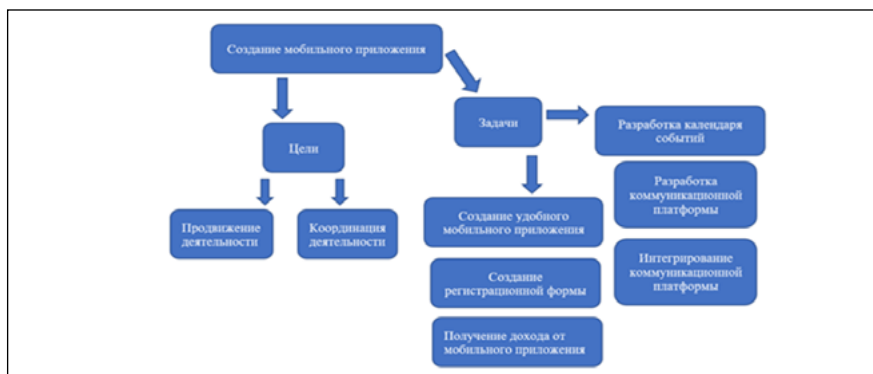 Создание мобильного приложения
Задачи
Разработка календаря
событий
Цели
Разработка
коммуникационной
платформы
Продвижение
деятельности
Координация
деятельности
Создание удобного
мобильного приложения
Интегрирование
коммуникационной
платформы
Создание
регистрационной формы
Получение дохода от
мобильного приложения